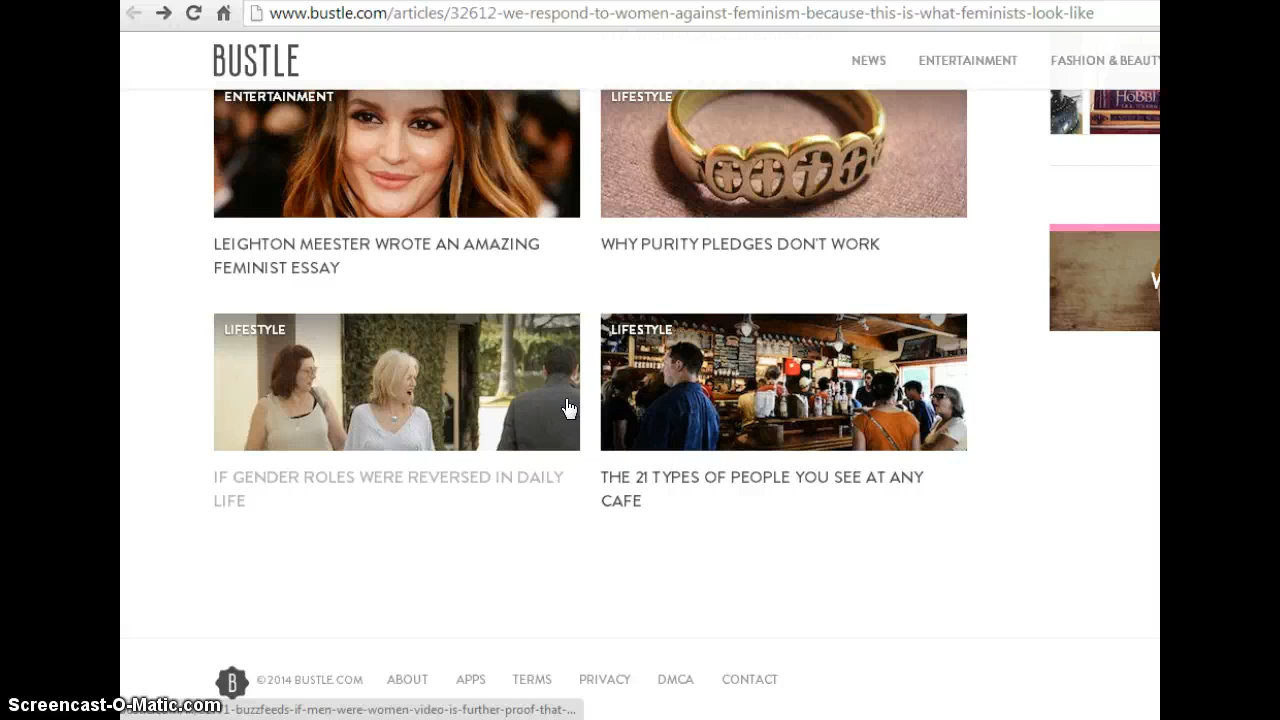 www.bustle.com/articles/32612-we-respond-to-women-against-feminism-because-this-is-what-feminists-look-like
BUSTLE
NEWS ENTERTAINMENT FASHION & BEAUTY
ENTERTAINMENT
LIFESTYLE
HOBBIT
LEIGHTON MEESTER WROTE AN AMAZING
FEMINIST ESSAY
WHY PURITY PLEDGES DON'T WORK
W
LIFESTYLE
LIFESTYLE
IF GENDER ROLES WERE REVERSED IN DAILY
LIFE
THE 21 TYPES OF PEOPLE YOU SEE AT ANY
CAFE
B © 2014 BUSTLE.COM ABOUT APPS TERMS PRIVACY DMCA CONTACT
Screencast-O-Matic.com
1-buzzfeeds-if-men-were-women-video-is-further-proof-that-...